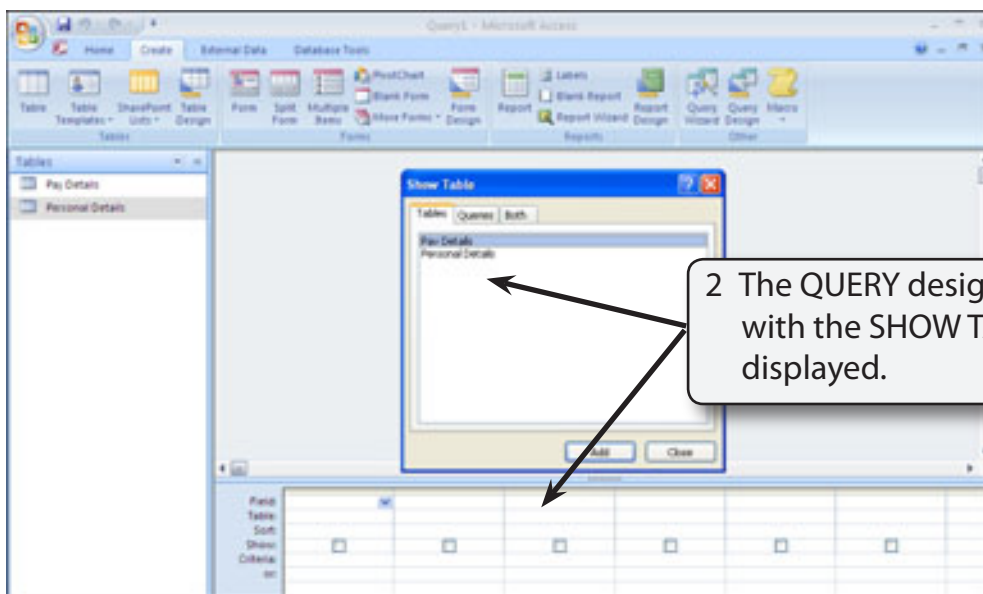 Query1 - Microsoft Access
Home Create External Data Database Tools
Table
Table Templates
SharePoint Lists
Table Design
Tables
Form
Split Form
Multiple Items
PivotChart
Blank Form
More Forms
Form Design
Forms
Report
Labels
Blank Report
Report Wizard
Report Design
Reports
Query Wizard
Query Design
Macro
Other
Tables
Pay Details
Personal Details
Show Table
Tables Queries Both
Pay Details
Personal Details
Add Close
2 The QUERY desig
with the SHOW T
displayed.
Field:
Table:
Sort:
Show:
Criteria:
or: